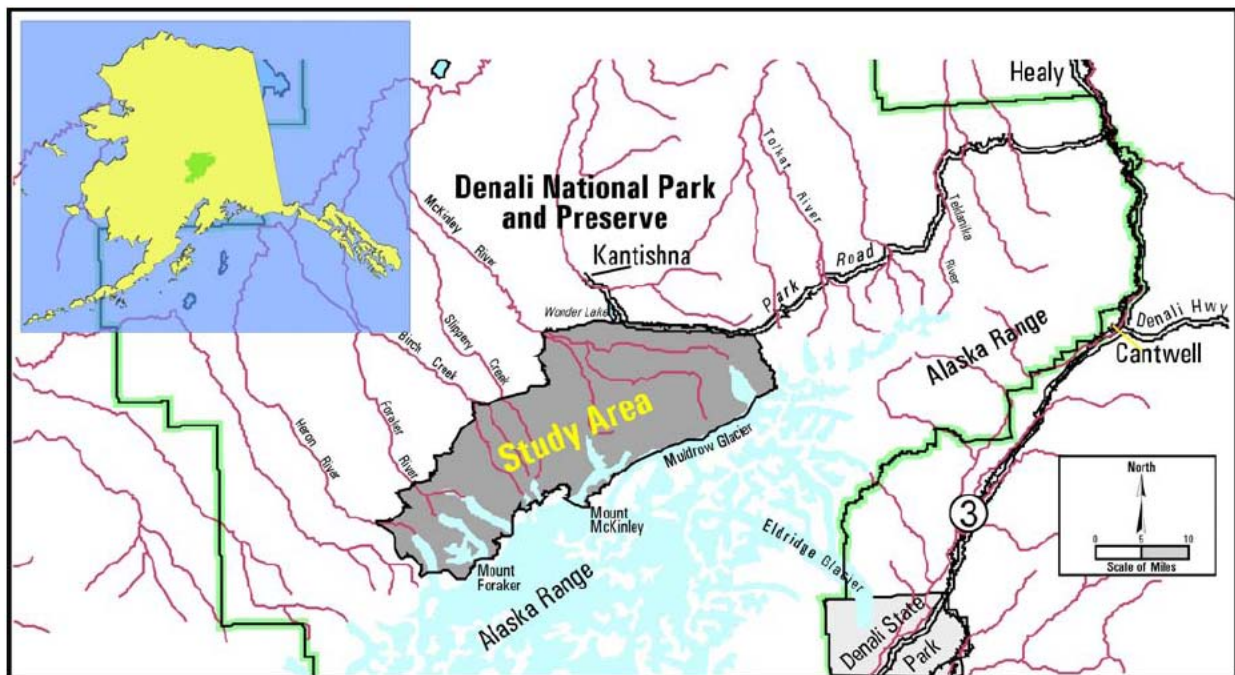 Healy
Toklat
River
Denali National Park
and Preserve
McKinley
River
Teklanika
River
Kantishna
Park
Road
Wonder Lake
Denali Hwy
Cantwell
Alaska Range
Slippery
Creek
Birch Creek
Study Area
Foraker
River
Heron
River
Muldrow Glacier
Mount
McKinley
North
3
Eldridge Glacier
0
5
10
Scale of Miles
Mount
Foraker
Alaska Range
Denali State
Park